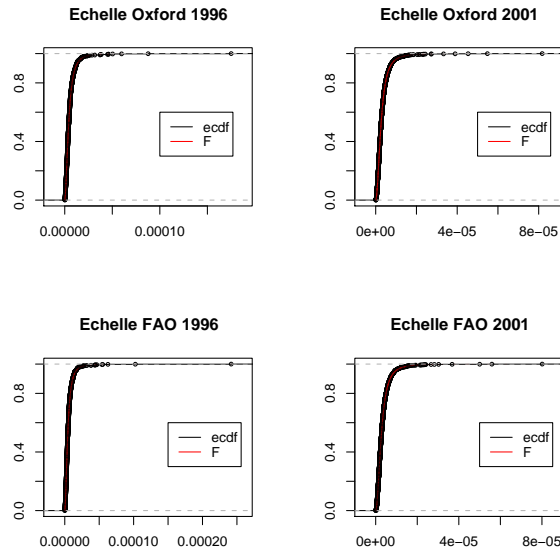 Echelle Oxford 1996
0.0 0.4 0.8
ecdf
F
0.00000 0.00010
Echelle Oxford 2001
0.0 0.4 0.8
ecdf
F
0e+00 4e-05 8e-05
Echelle FAO 1996
0.0 0.4 0.8
ecdf
F
0.00000 0.00010 0.00020
Echelle FAO 2001
0.0 0.4 0.8
ecdf
F
0e+00 4e-05 8e-05